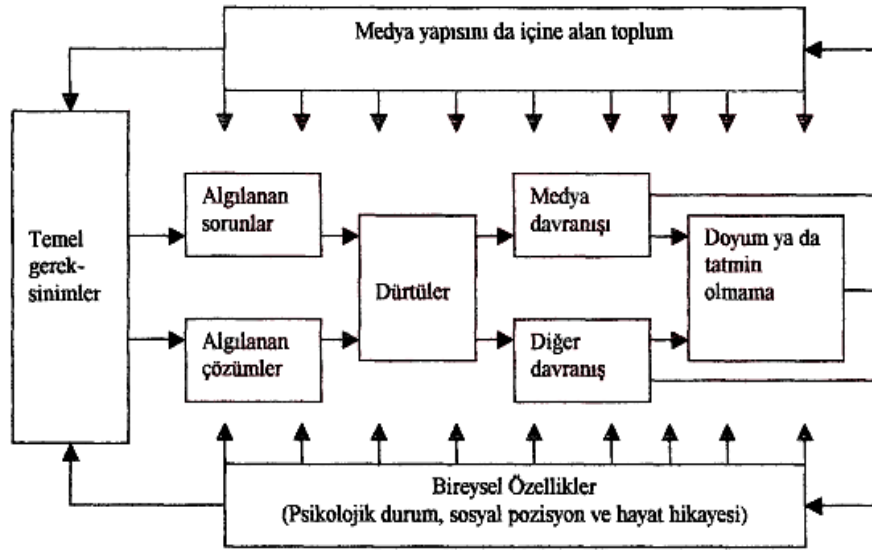 Medya yapısını da içine alan toplum
Temel
gerek-
sinimler
Algılanan
sorunlar
Algılanan
çözümler
Dürtüler
Medya
davranışı
Diğer
davranış
Doyum ya da
tatmin
olmama
Bireysel Özellikler
(Psikolojik durum, sosyal pozisyon ve hayat hikayesi)